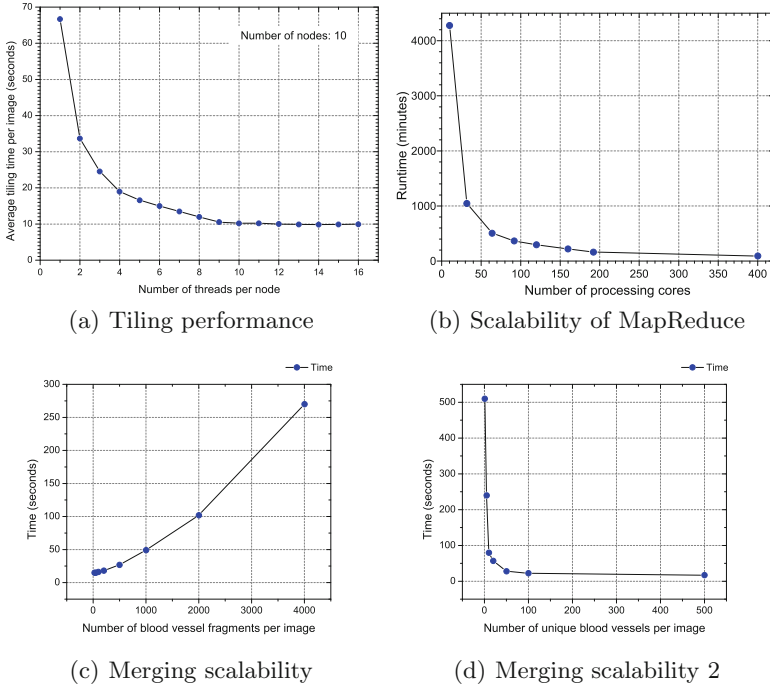 Number of nodes: 10
70
60
50
40
30
20
10
0
Average tiling time per image (seconds)
0 2 4 6 8 10 12 14 16
Number of threads per node
(a) Tiling performance
4000
3000
2000
1000
0
Runtime (minutes)
0 50 100 150 200 250 300 350 400
Number of processing cores
(b) Scalability of MapReduce
Time
300
250
200
150
100
50
0
Time (seconds)
0 1000 2000 3000 4000
Number of blood vessel fragments per image
(c) Merging scalability
Time
500
400
300
200
100
0
Time (seconds)
0 100 200 300 400 500
Number of unique blood vessels per image
(d) Merging scalability 2